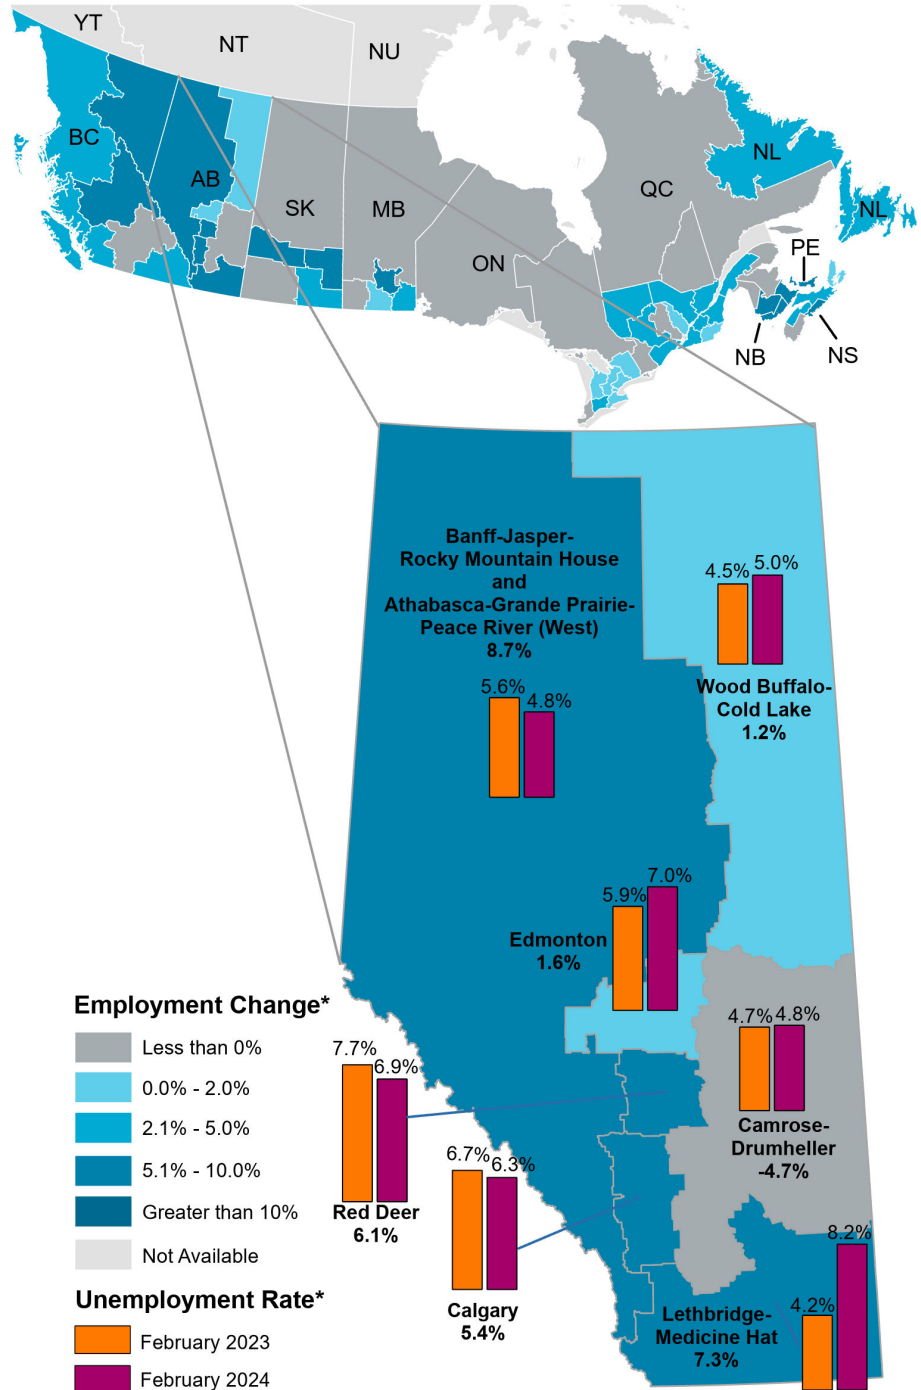 YT
NT
NU
BC
AB
SK
MB
ON
QC
NL
NL
PE
NB
NS
Banff-Jasper-
Rocky Mountain House
and
Athabasca-Grande Prairie-
Peace River (West)
8.7%
5.6%
4.8%
4.5%
5.0%
Wood Buffalo-
Cold Lake
1.2%
5.9%
7.0%
Edmonton
1.6%
4.7%
4.8%
Camrose-
Drumheller
-4.7%
7.7%
6.9%
Red Deer
6.1%
6.7%
6.3%
Calgary
5.4%
4.2%
8.2%
Lethbridge-
Medicine Hat
7.3%
Employment Change*
Less than 0%
0.0% - 2.0%
2.1% - 5.0%
5.1% - 10.0%
Greater than 10%
Not Available
Unemployment Rate*
February 2023
February 2024